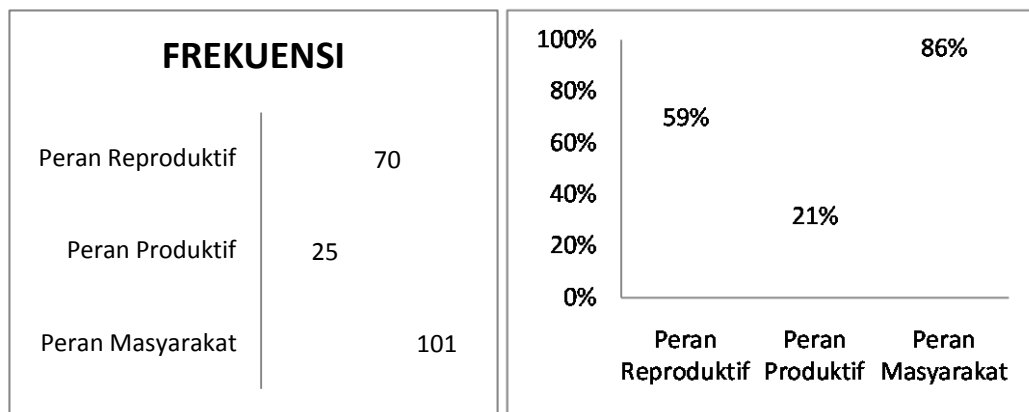 FREKUENSI
Peran Reproduktif
70
Peran Produktif
25
Peran Masyarakat
101
100%
80%
60%
40%
20%
0%
59%
21%
86%
Peran
Reproduktif
Peran
Produktif
Peran
Masyarakat